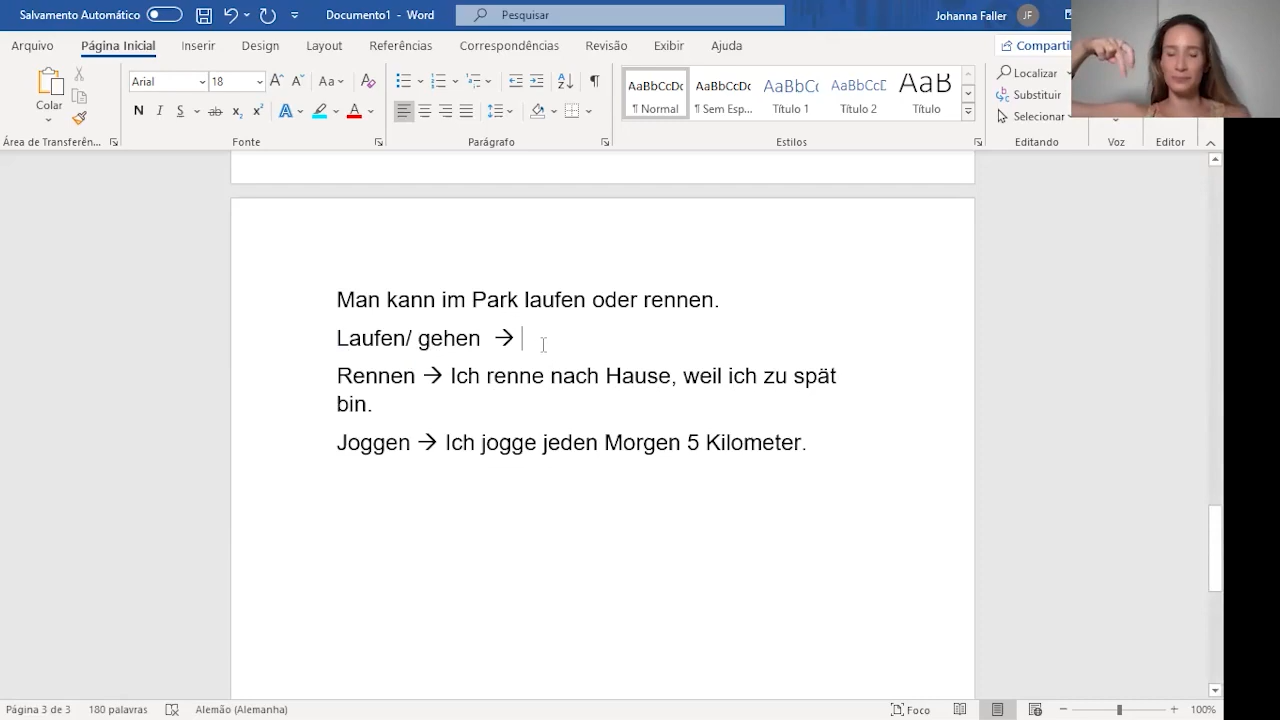 Salvamento Automático
Documento1 - Word
Pesquisar
Johanna Faller
JF
Arquivo Página Inicial Inserir Design Layout Referências Correspondências Revisão Exibir Ajuda
Colar
Arial 18
N I S ab x₂ x² A A
AaBbCcDc AaBbCcDc AaBbCc AaBbCcD AaB
¶ Normal ¶ Sem Esp... Título 1 Título 2 Título
Localizar
Substituir
Selecionar
Área de Transferên... Fonte Parágrafo Estilos Editando Voz Editor
Man kann im Park laufen oder rennen.
Laufen/ gehen →
Rennen → Ich renne nach Hause, weil ich zu spät
bin.
Joggen → Ich jogge jeden Morgen 5 Kilometer.
Página 3 de 3 180 palavras Alemão (Alemanha) Foco 100%